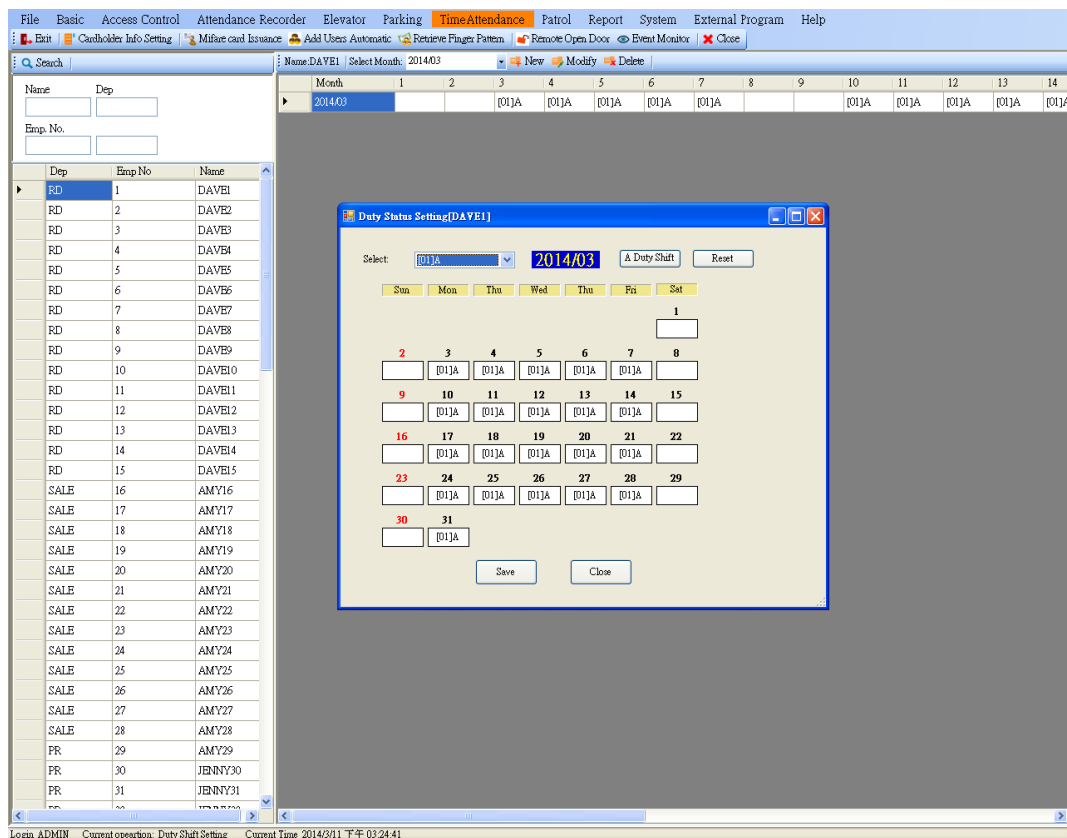 File Basic Access Control Attendance Recorder Elevator Parking TimeAttendance Patrol Report System External Program Help
Exit Cardholder Info Setting Mifare card Issuance Add Users Automatic Retrieve Finger Pattern Remote Open Door Event Monitor Close
Search
Name:DAVE1 Select Month: 2014/03 New Modify Delete
Name Dep
Emp. No.
Month 1 2 3 4 5 6 7 8 9 10 11 12 13 14
2014/03 [01]A [01]A [01]A [01]A [01]A [01]A [01]A [01]A [01]A [01]A
Dep Emp No Name
RD 1 DAVE1
RD 2 DAVE2
RD 3 DAVE3
RD 4 DAVE4
RD 5 DAVE5
RD 6 DAVE6
RD 7 DAVE7
RD 8 DAVE8
RD 9 DAVE9
RD 10 DAVE10
RD 11 DAVE11
RD 12 DAVE12
RD 13 DAVE13
RD 14 DAVE14
RD 15 DAVE15
SALE 16 AMY16
SALE 17 AMY17
SALE 18 AMY18
SALE 19 AMY19
SALE 20 AMY20
SALE 21 AMY21
SALE 22 AMY22
SALE 23 AMY23
SALE 24 AMY24
SALE 25 AMY25
SALE 26 AMY26
SALE 27 AMY27
SALE 28 AMY28
PR 29 AMY29
PR 30 JENNY30
PR 31 JENNY31
Duty Status Setting[DAVE1]
Select: [01]A 2014/03 A Duty Shift Reset
Sun Mon Thu Wed Thu Fri Sat
1
2 3 4 5 6 7 8
[01]A [01]A [01]A [01]A [01]A
9 10 11 12 13 14 15
[01]A [01]A [01]A [01]A [01]A
16 17 18 19 20 21 22
[01]A [01]A [01]A [01]A [01]A
23 24 25 26 27 28 29
[01]A [01]A [01]A [01]A [01]A
30 31
[01]A
Save Close
Login ADMIN Current opeartion: Duty Shift Setting Current Time 2014/3/11 下午 03:24:41